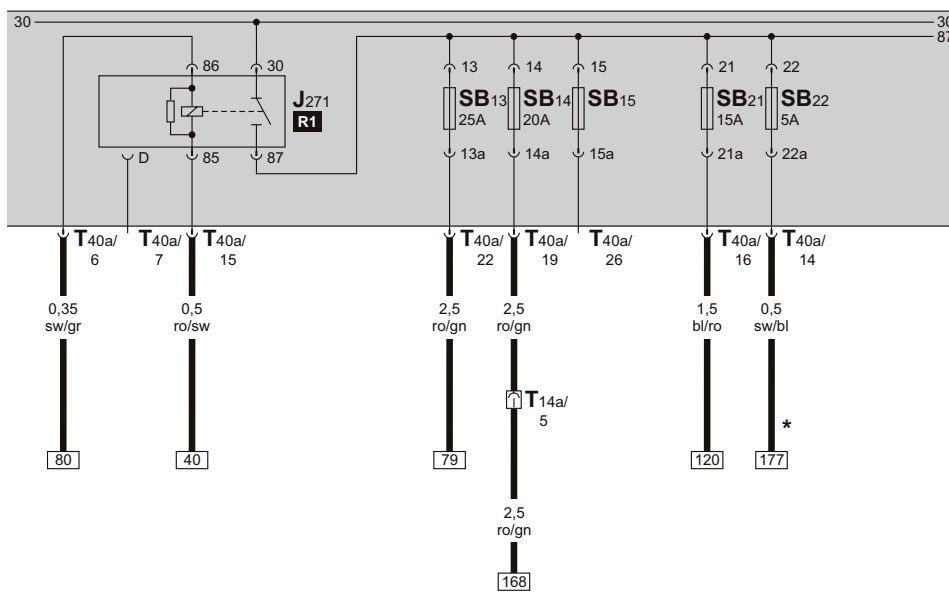 30
30
87
86
30
13
14
15
21
22
J271
R1
SB13
25A
SB14
20A
SB15
SB21
15A
SB22
5A
D
85
87
13a
14a
15a
21a
22a
T40a/
6
T40a/
7
T40a/
15
T40a/
22
T40a/
19
T40a/
26
T40a/
16
T40a/
14
0,35
sw/gr
0,5
ro/sw
2,5
ro/gn
2,5
ro/gn
1,5
bl/ro
0,5
sw/bl
T14a/
5
*
80
40
79
120
177
2,5
ro/gn
168